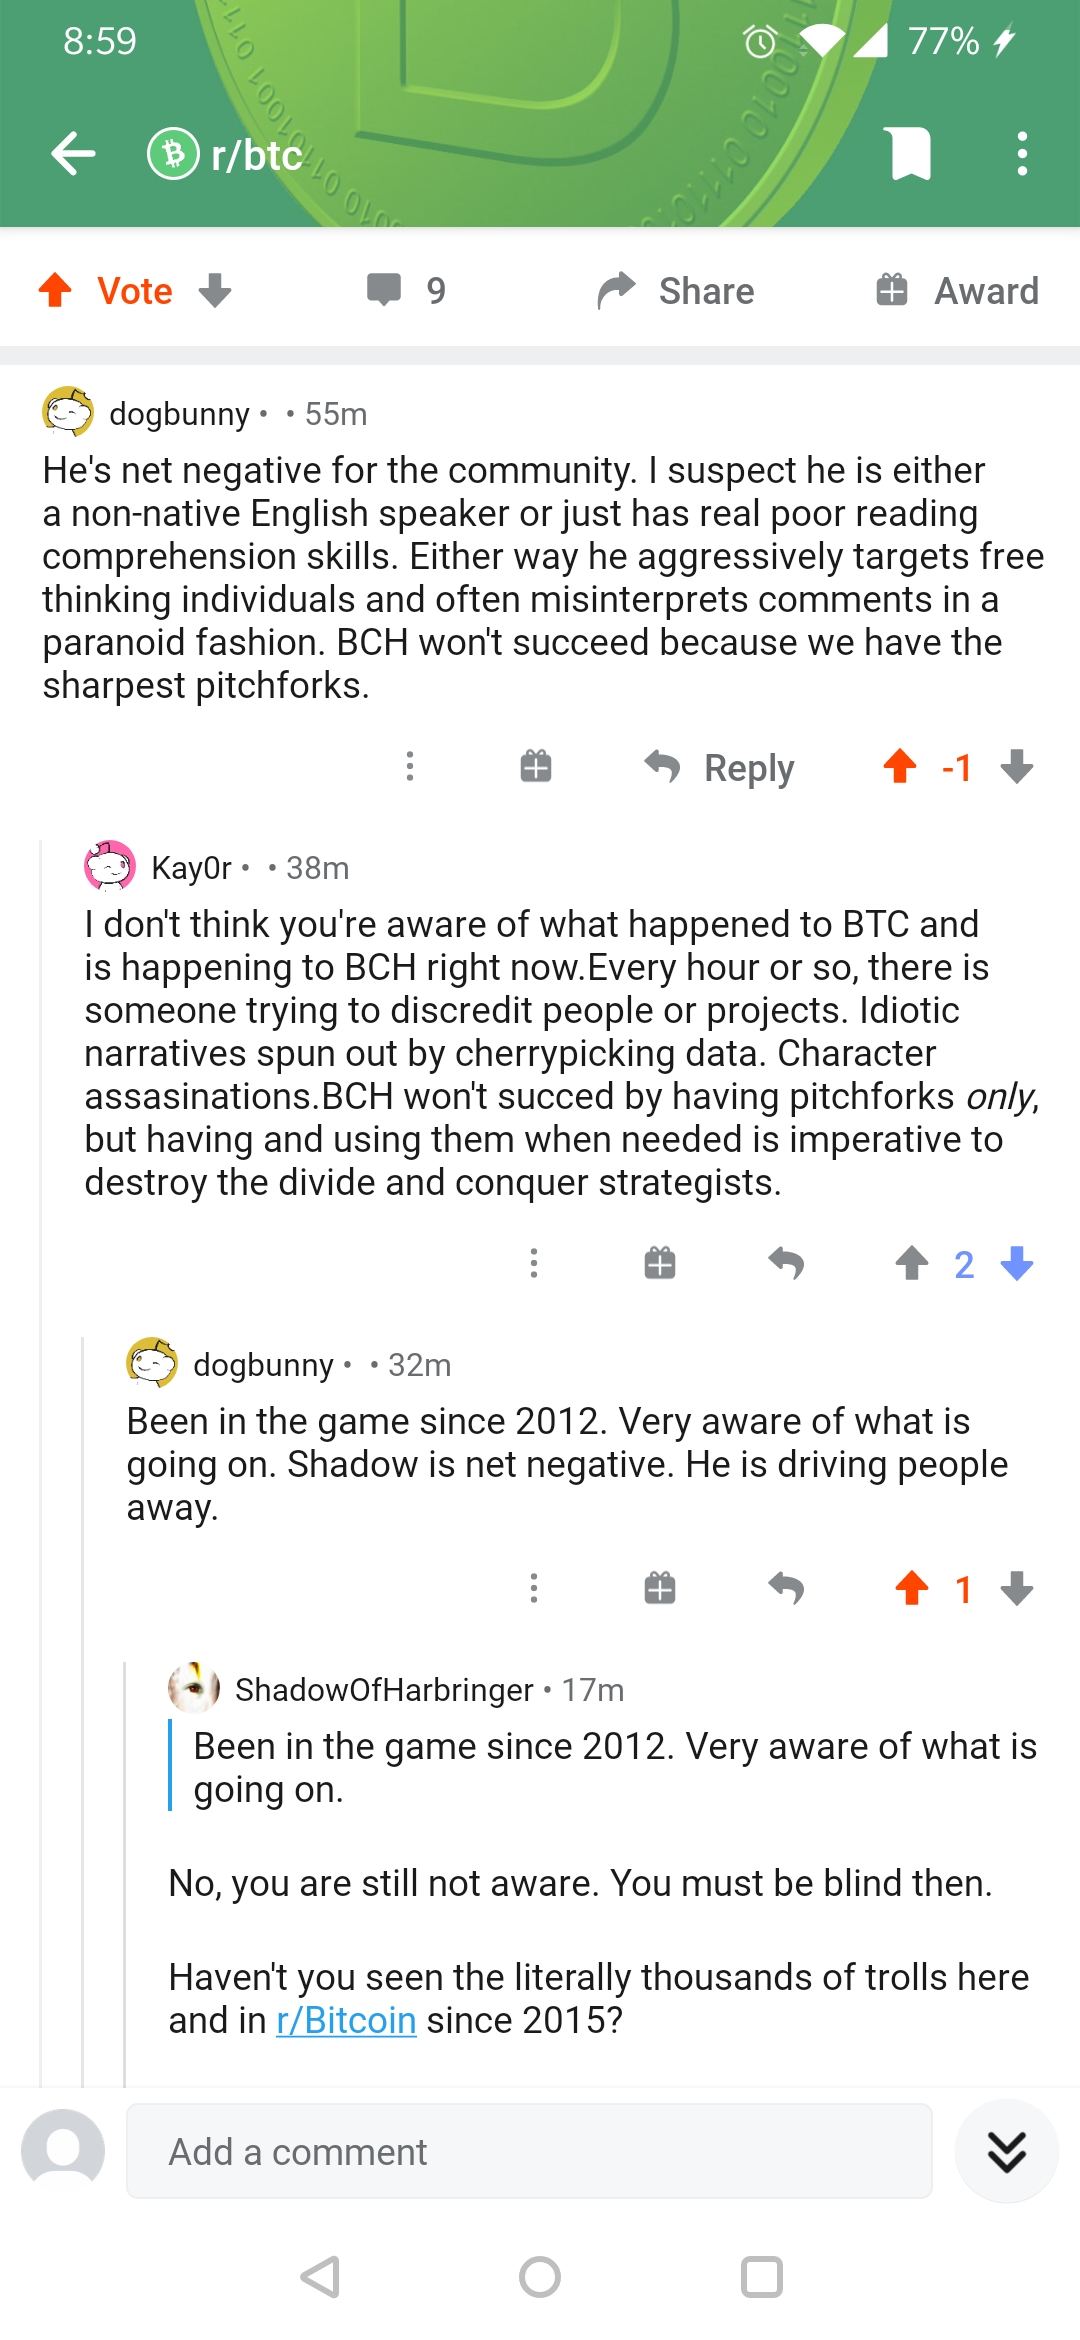 8:59
77%
r/btc
Vote
9
Share
Award
dogbunny • • 55m
He's net negative for the community. I suspect he is either
a non-native English speaker or just has real poor reading
comprehension skills. Either way he aggressively targets free
thinking individuals and often misinterprets comments in a
paranoid fashion. BCH won't succeed because we have the
sharpest pitchforks.
Reply
-1
Kay0r • • 38m
I don't think you're aware of what happened to BTC and
is happening to BCH right now.Every hour or so, there is
someone trying to discredit people or projects. Idiotic
narratives spun out by cherrypicking data. Character
assasinations.BCH won't succed by having pitchforks only,
but having and using them when needed is imperative to
destroy the divide and conquer strategists.
2
dogbunny • • 32m
Been in the game since 2012. Very aware of what is
going on. Shadow is net negative. He is driving people
away.
1
ShadowOfHarbringer • 17m
Been in the game since 2012. Very aware of what is
going on.
No, you are still not aware. You must be blind then.
Haven't you seen the literally thousands of trolls here
and in r/Bitcoin since 2015?
Add a comment